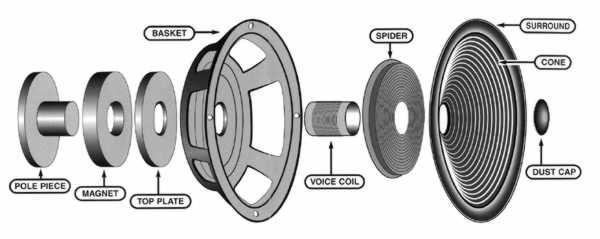 BASKET
SPIDER
SURROUND
CONE
POLE PIECE
MAGNET
TOP PLATE
VOICE COIL
DUST CAP